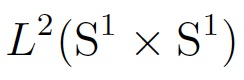 L²(S¹ × S¹)